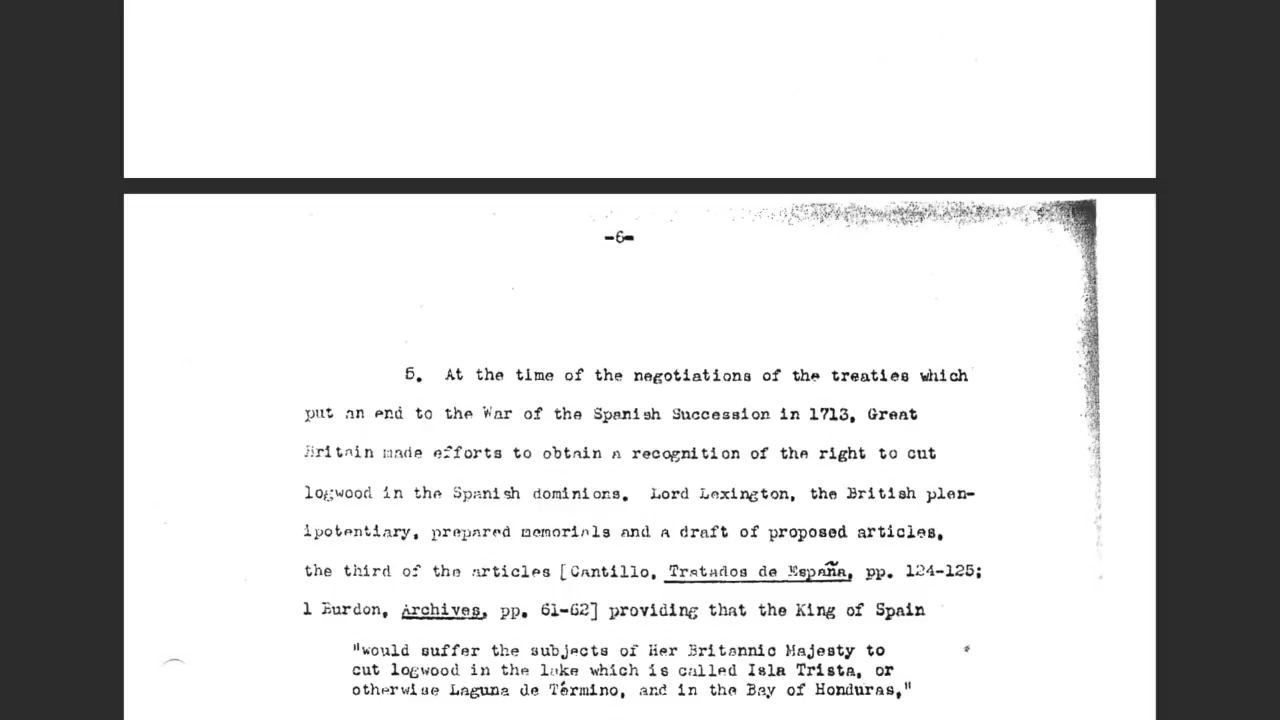 -6-
5. At the time of the negotiations of the treaties which
put an end to the War of the Spanish Succession in 1713, Great
Britain made efforts to obtain a recognition of the right to cut
logwood in the Spanish dominions. Lord Lexington, the British plen-
ipotentiary, prepared memorials and a draft of proposed articles,
the third of the articles [Cantillo, Tratados de España, pp. 124-125;
1 Burdon, Archives, pp. 61-62] providing that the King of Spain
"would suffer the subjects of Her Britannic Majesty to
cut logwood in the lake which is called Isla Trista, or
otherwise Laguna de Término, and in the Bay of Honduras,"